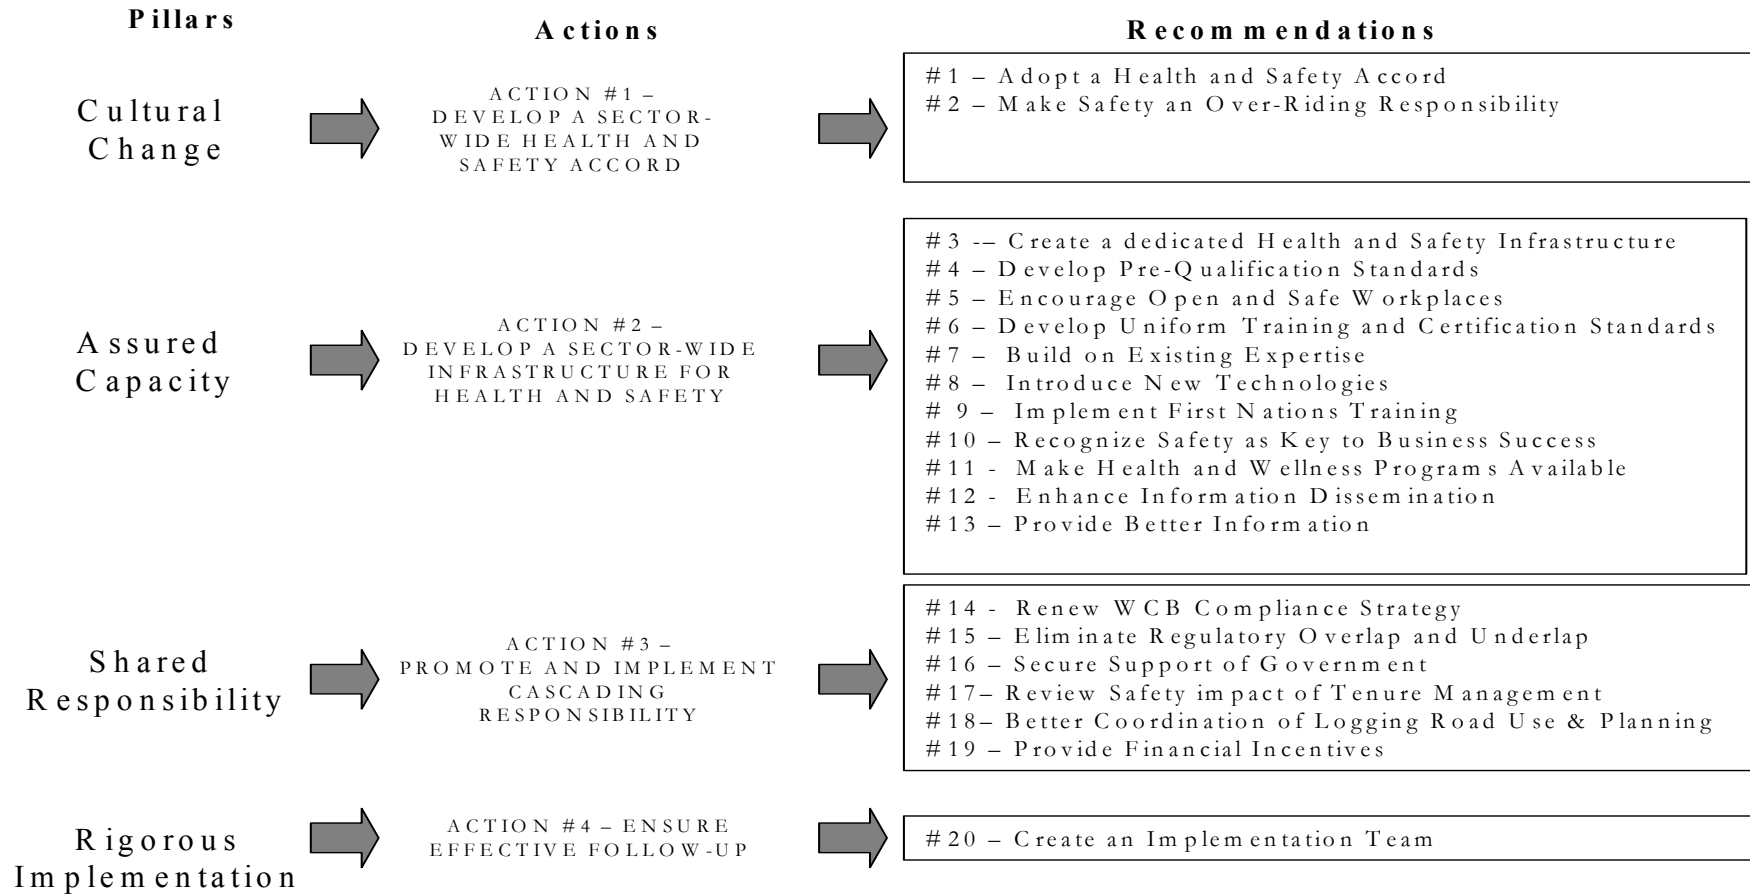 Pillars
Actions
Recommendations
Cultural
Change
ACTION #1 –
DEVELOP A SECTOR-
WIDE HEALTH AND
SAFETY ACCORD
#1 – Adopt a Health and Safety Accord
#2 – Make Safety an Over-Riding Responsibility
Assured
Capacity
ACTION #2 –
DEVELOP A SECTOR-WIDE
INFRASTRUCTURE FOR
HEALTH AND SAFETY
#3 -– Create a dedicated Health and Safety Infrastructure
#4 – Develop Pre-Qualification Standards
#5 – Encourage Open and Safe Workplaces
#6 – Develop Uniform Training and Certification Standards
#7 – Build on Existing Expertise
#8 – Introduce New Technologies
# 9 – Implement First Nations Training
#10 – Recognize Safety as Key to Business Success
#11 - Make Health and Wellness Programs Available
#12 - Enhance Information Dissemination
#13 – Provide Better Information
Shared
Responsibility
ACTION #3 –
PROMOTE AND IMPLEMENT
CASCADING
RESPONSIBILITY
#14 - Renew WCB Compliance Strategy
#15 – Eliminate Regulatory Overlap and Underlap
#16 – Secure Support of Government
#17– Review Safety impact of Tenure Management
#18– Better Coordination of Logging Road Use & Planning
#19 – Provide Financial Incentives
Rigorous
Implementation
ACTION #4 – ENSURE
EFFECTIVE FOLLOW-UP
#20 – Create an Implementation Team